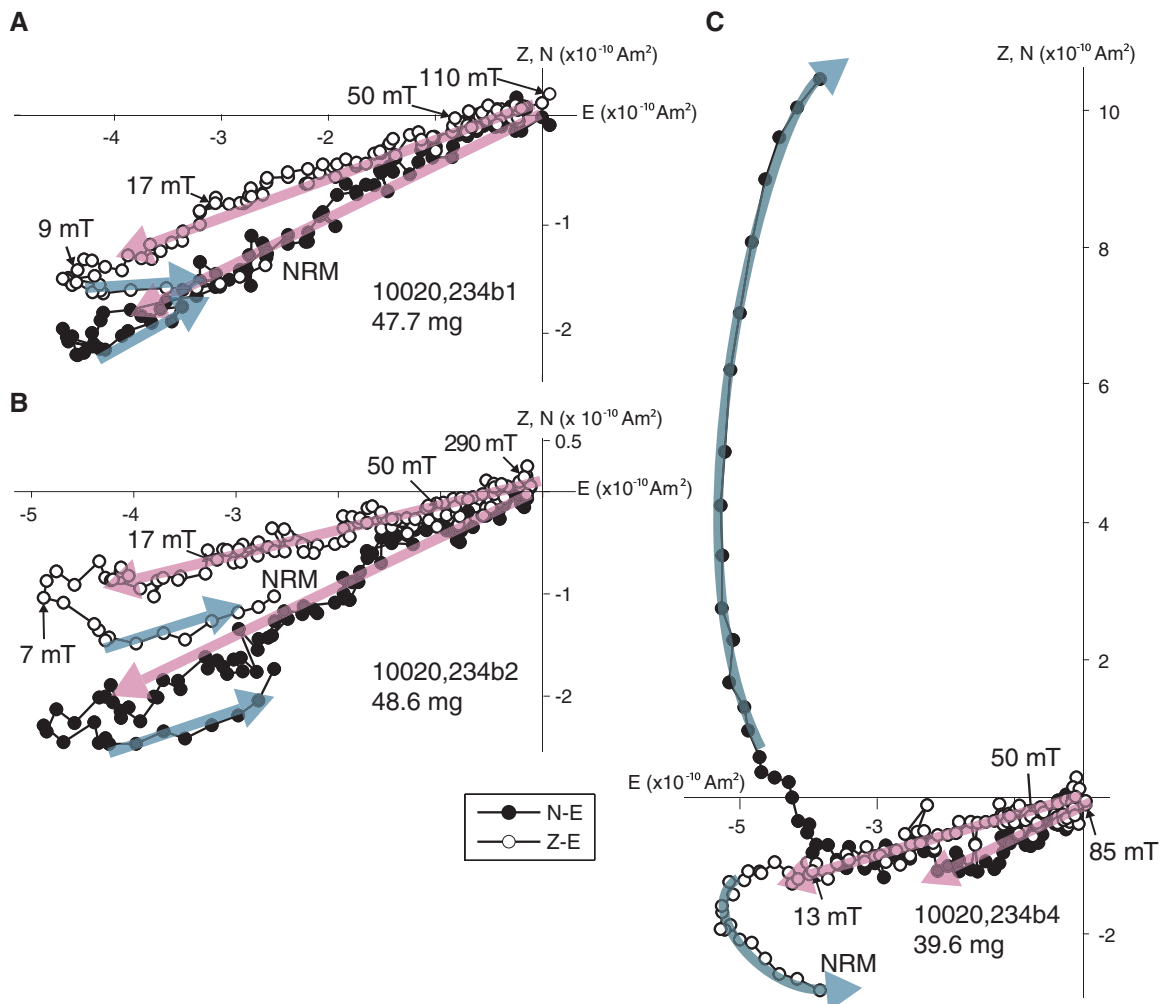 A
Z, N (x10⁻¹⁰ Am²)
110 mT
50 mT
E (x10⁻¹⁰ Am²)
-4
-3
-2
17 mT
9 mT
-1
NRM
10020,234b1
47.7 mg
-2
B
Z, N (x 10⁻¹⁰ Am²)
290 mT
0.5
50 mT
E (x10⁻¹⁰ Am²)
-5
-4
-3
17 mT
NRM
-1
7 mT
10020,234b2
48.6 mg
-2
N-E
Z-E
C
Z, N (x10⁻¹⁰ Am²)
10
8
6
4
2
50 mT
E (x10⁻¹⁰ Am²)
-5
-3
85 mT
13 mT
10020,234b4
39.6 mg
-2
NRM